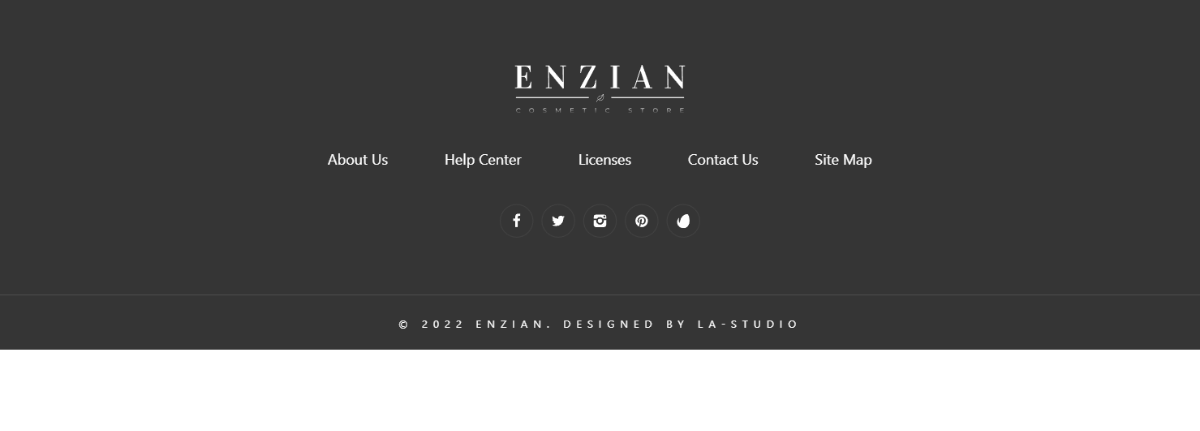 ENZIAN
COSMETIC STORE
About Us Help Center Licenses Contact Us Site Map
© 2022 ENZIAN. DESIGNED BY LA-STUDIO